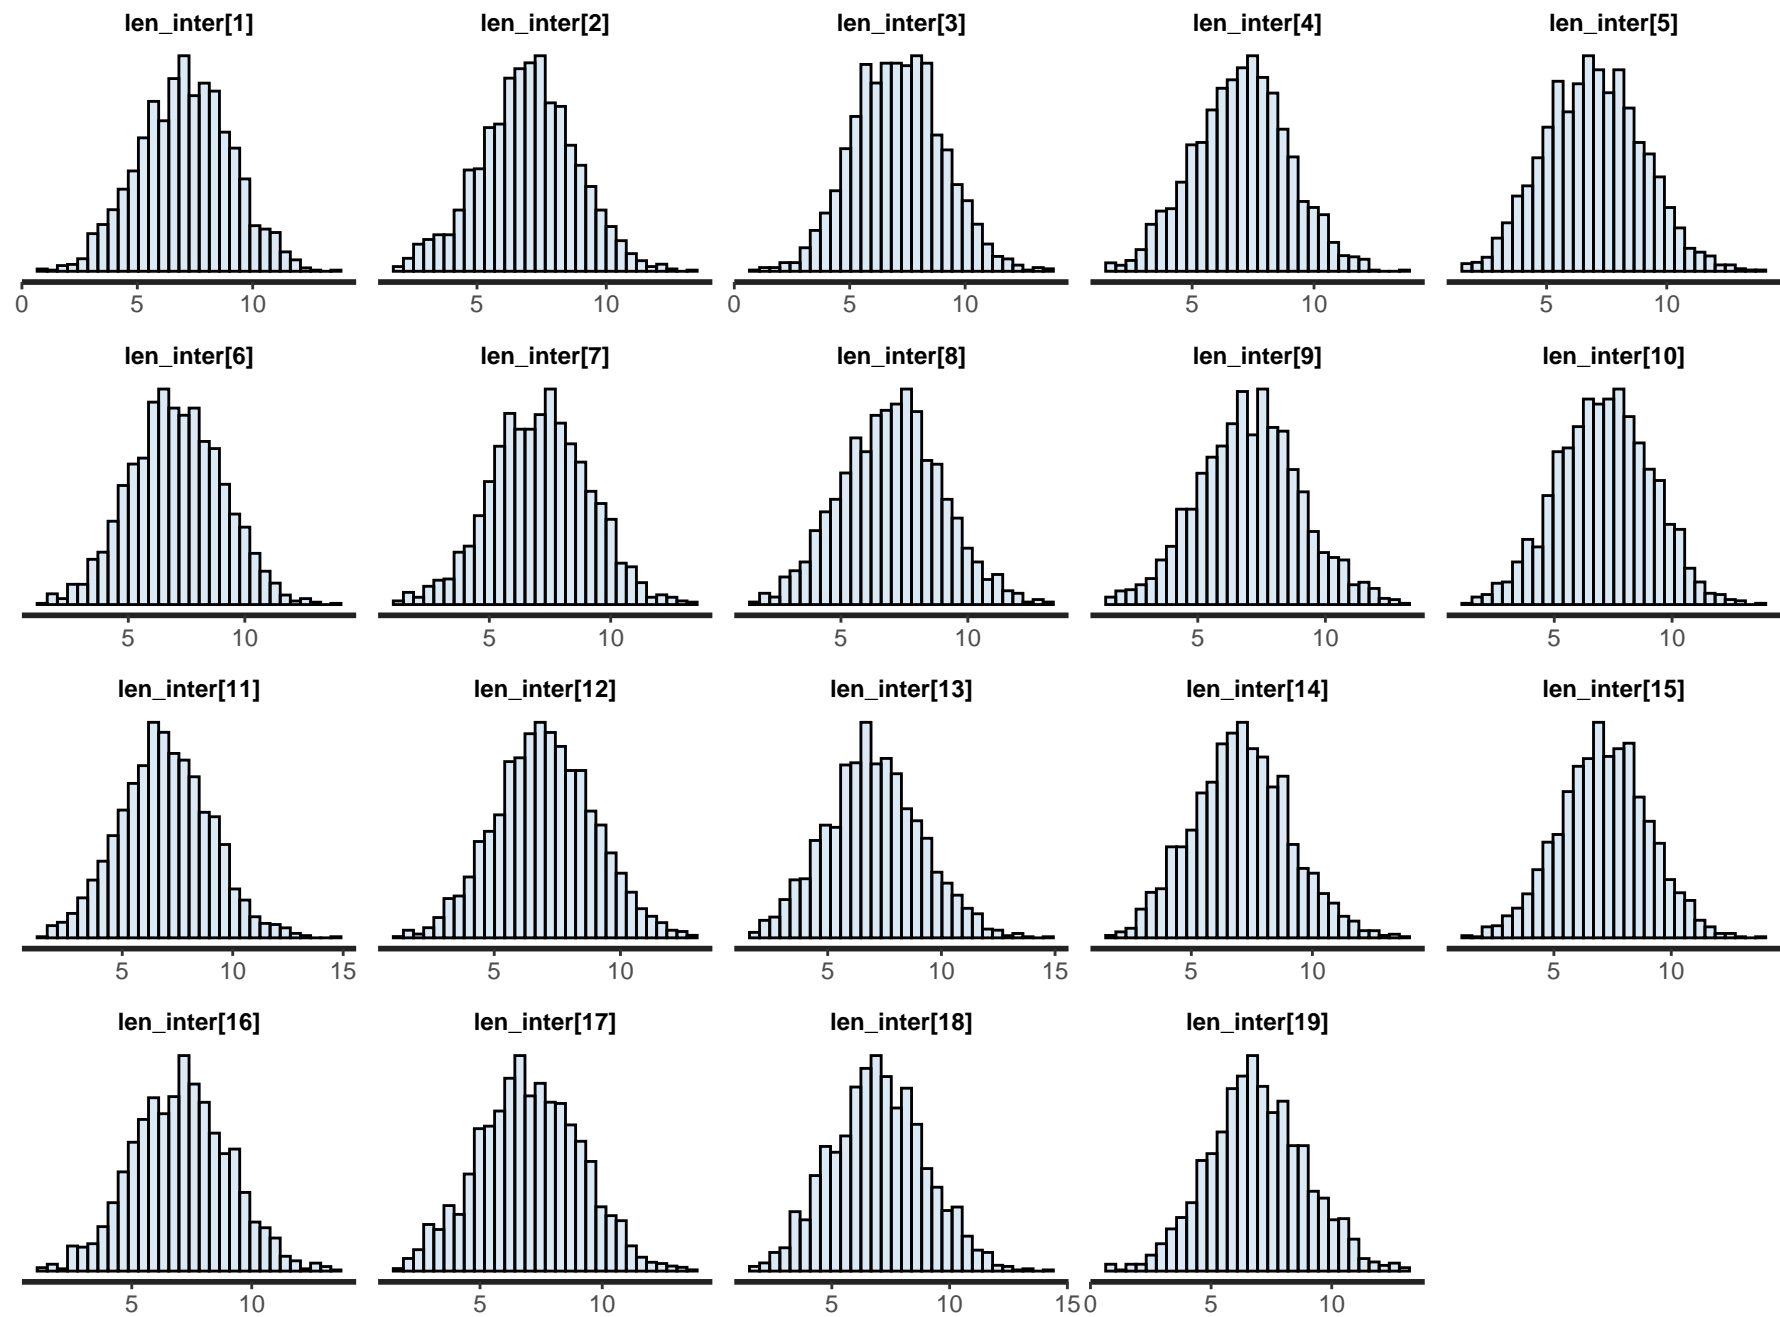 len_inter[1] len_inter[2] len_inter[3] len_inter[4] len_inter[5]
0 5 10 5 10 0 5 10 5 10 5 10
len_inter[6] len_inter[7] len_inter[8] len_inter[9] len_inter[10]
5 10 5 10 5 10 5 10 5 10
len_inter[11] len_inter[12] len_inter[13] len_inter[14] len_inter[15]
5 10 15 5 10 5 10 15 5 10 5 10
len_inter[16] len_inter[17] len_inter[18] len_inter[19]
5 10 5 10 5 10 15 0 5 10